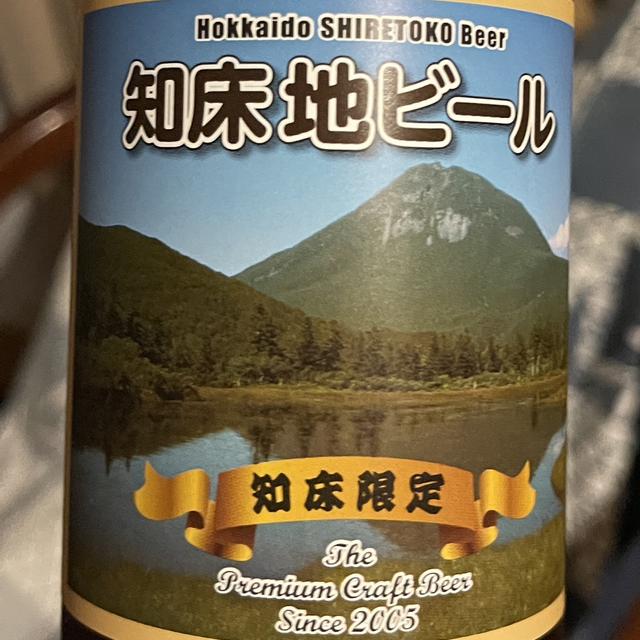 Hokkaido SHIRETOKO Beer
知床 地ビール
知床限定
The
Premium Craft Beer
Since 2005